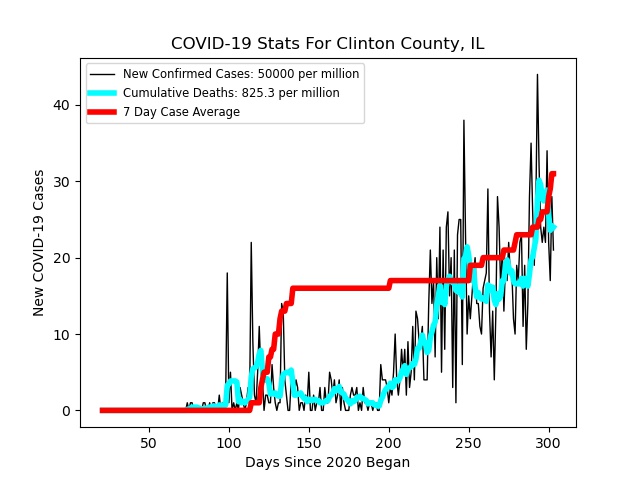 COVID-19 Stats For Clinton County, IL
New Confirmed Cases: 50000 per million
Cumulative Deaths: 825.3 per million
7 Day Case Average
New COVID-19 Cases
40
30
20
10
0
50 100 150 200 250 300
Days Since 2020 Began